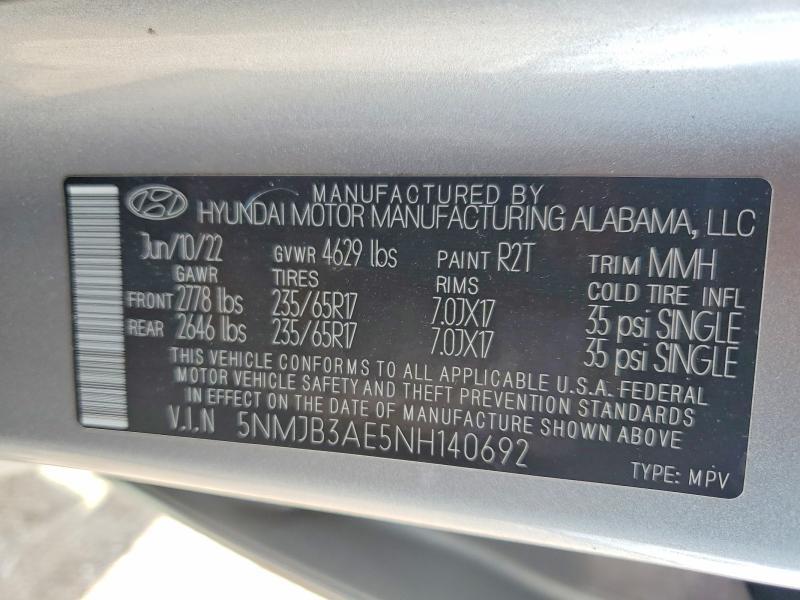 MANUFACTURED BY
HYUNDAI MOTOR MANUFACTURING ALABAMA, LLC
Jun/10/22 GVWR 4629 lbs PAINT R2T TRIM MMH
GAWR TIRES RIMS COLD TIRE INFL
FRONT 2778 lbs 235/65R17 7.0JX17 35 psi SINGLE
REAR 2646 lbs 235/65R17 7.0JX17 35 psi SINGLE
THIS VEHICLE CONFORMS TO ALL APPLICABLE U.S.A. FEDERAL
MOTOR VEHICLE SAFETY AND THEFT PREVENTION STANDARDS
IN EFFECT ON THE DATE OF MANUFACTURE SHOWN ABOVE
V.I.N 5NMJB3AE5NH140692
TYPE: MPV